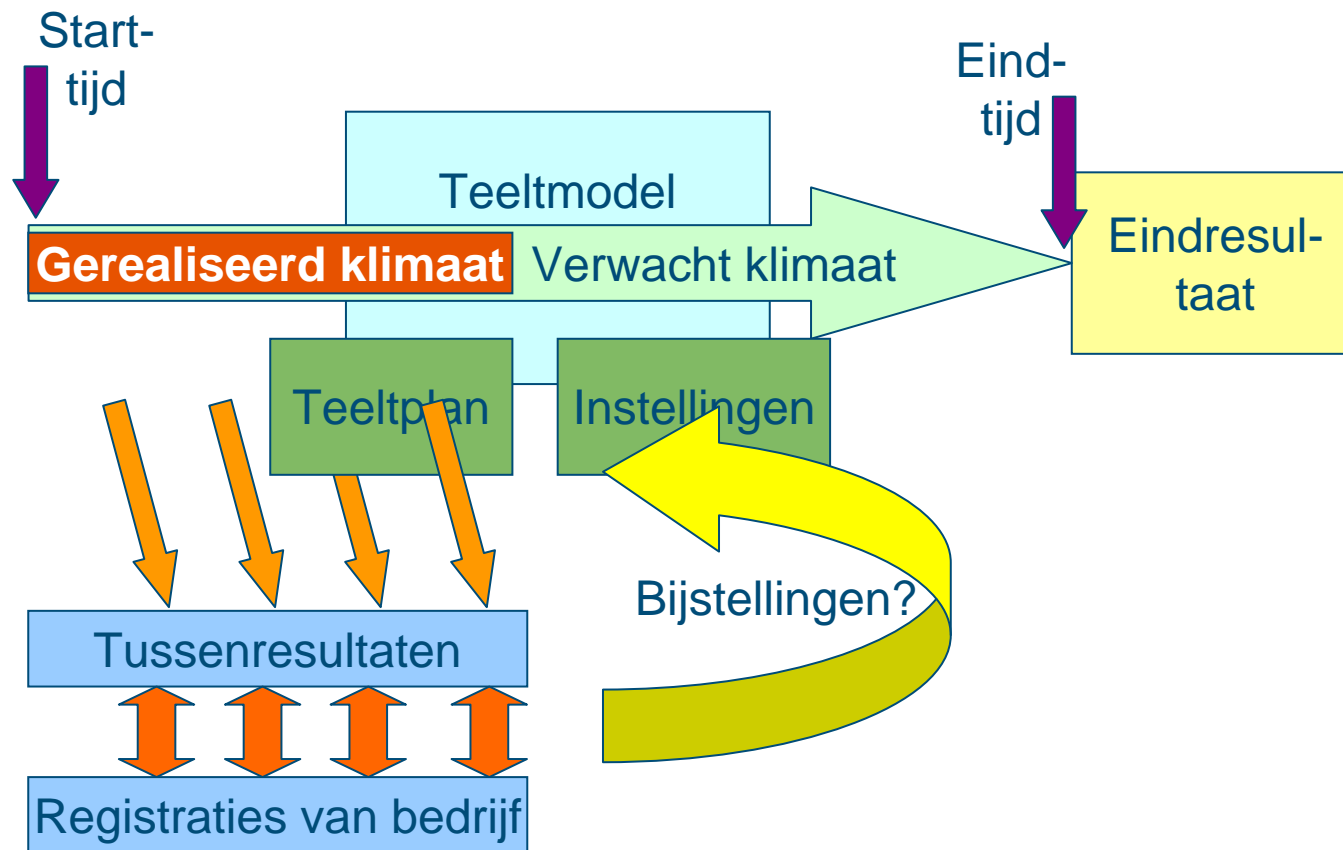 Start-
tijd
Eind-
tijd
Teeltmodel
Gerealiseerd klimaat
Verwacht klimaat
Eindresul-
taat
Teeltplan
Instellingen
Bijstellingen?
Tussenresultaten
Registraties van bedrijf